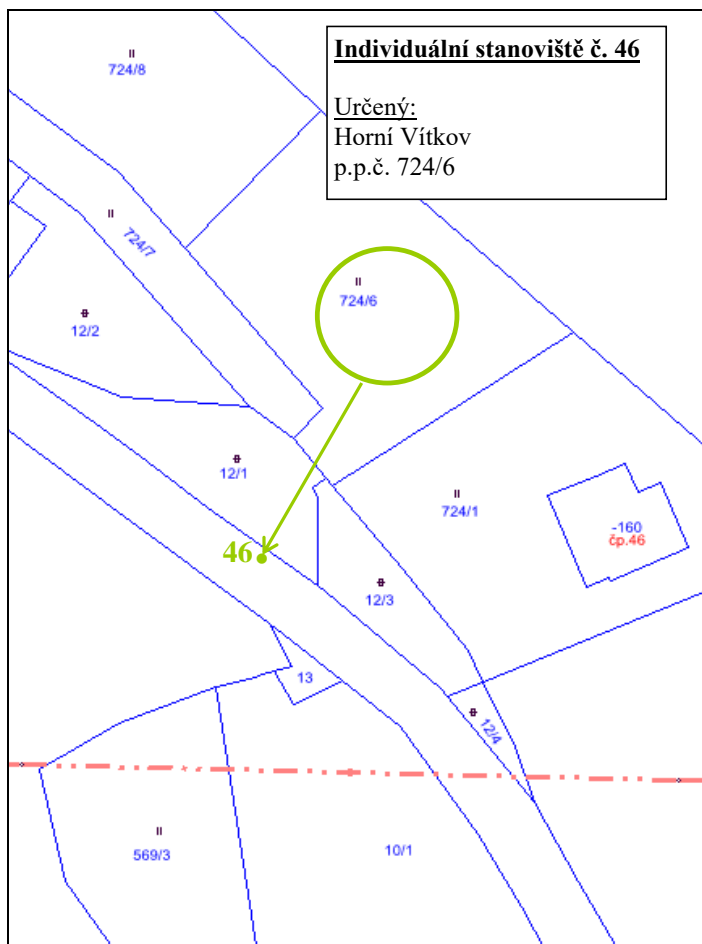 Individuální stanoviště č. 46
Určený:
Horní Vítkov
p.p.č. 724/6
724/8
724/7
724/6
12/2
12/1
724/1
-160
čp.46
46
12/3
13
12/4
569/3
10/1